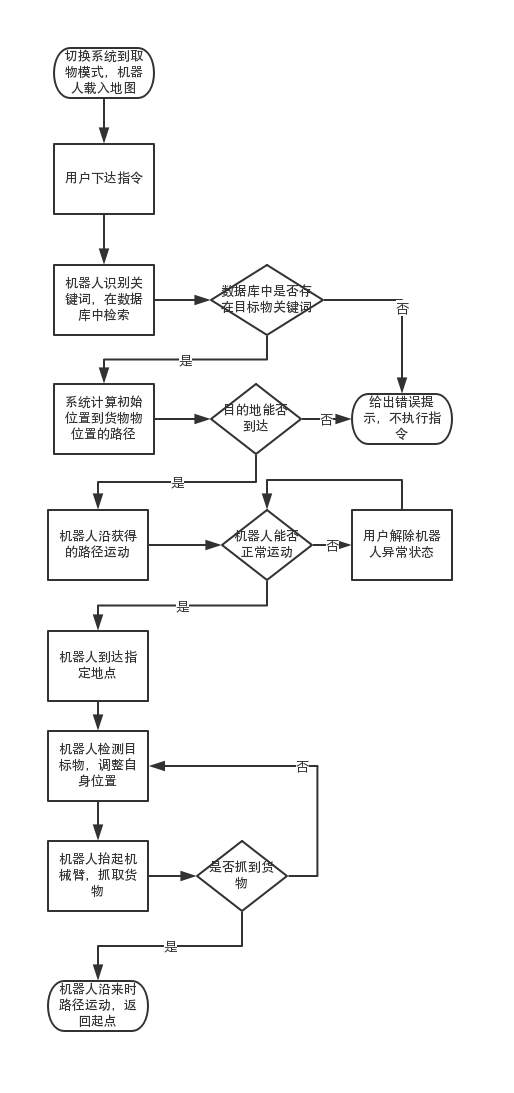 切换系统到取
物模式，机器
人载入地图
用户下达指令
机器人识别关
键词，在数据
库中检索
数据库中是否存
在目标物关键词
否
是
系统计算初始
位置到货物物
位置的路径
目的地能否
到达
否
给出错误提
示，不执行指
令
是
机器人沿获得
的路径运动
机器人能否
正常运动
否
用户解除机器
人异常状态
是
机器人到达指
定地点
机器人检测目
标物，调整自
身位置
否
机器人抬起机
械臂，抓取货
物
是否抓到货
物
是
机器人沿来时
路径运动，返
回起点